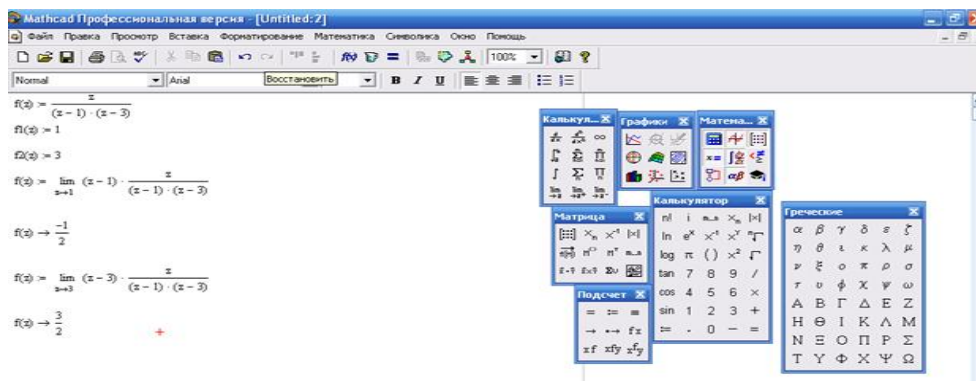 Mathcad Профессиональная версия - [Untitled:2]
Файл Правка Просмотр Вставка Форматирование Математика Символика Окно Помощь
100%
Normal Arial Восстановить B I U
f(z) := z / ((z − 1) · (z − 3))
f1(z) := 1
f2(z) := 3
f(z) := lim z→1 (z − 1) · z / ((z − 1) · (z − 3))
f(z) → −1/2
f(z) := lim z→3 (z − 3) · z / ((z − 1) · (z − 3))
f(z) → 3/2
Калькул...
Графики
Матема...
Матрица
Подсчет
= := ≡
→ •→ fx
xf xfy x^f y
Калькулятор
n! i m..n ×n |×|
ln e^x x^-1 x^y n√
log π ( ) x² √
tan 7 8 9 /
cos 4 5 6 ×
sin 1 2 3 +
:= . 0 − =
Греческие
α β γ δ ε ζ
η θ ι κ λ μ
ν ξ ο π ρ σ
τ υ φ χ ψ ω
Α Β Γ Δ Ε Ζ
Η Θ Ι Κ Λ Μ
Ν Ξ Ο Π Ρ Σ
Τ Υ Φ Χ Ψ Ω